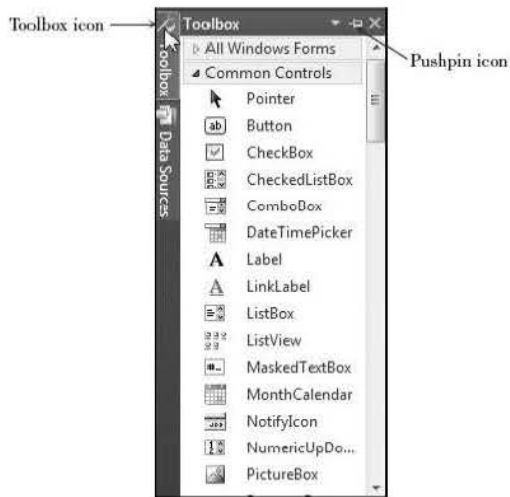 Toolbox icon
Toolbox
Pushpin icon
Toolbox
Data Sources
All Windows Forms
Common Controls
Pointer
Button
CheckBox
CheckedListBox
ComboBox
DateTimePicker
Label
LinkLabel
ListBox
ListView
MaskedTextBox
MonthCalendar
NotifyIcon
NumericUpDo...
PictureBox